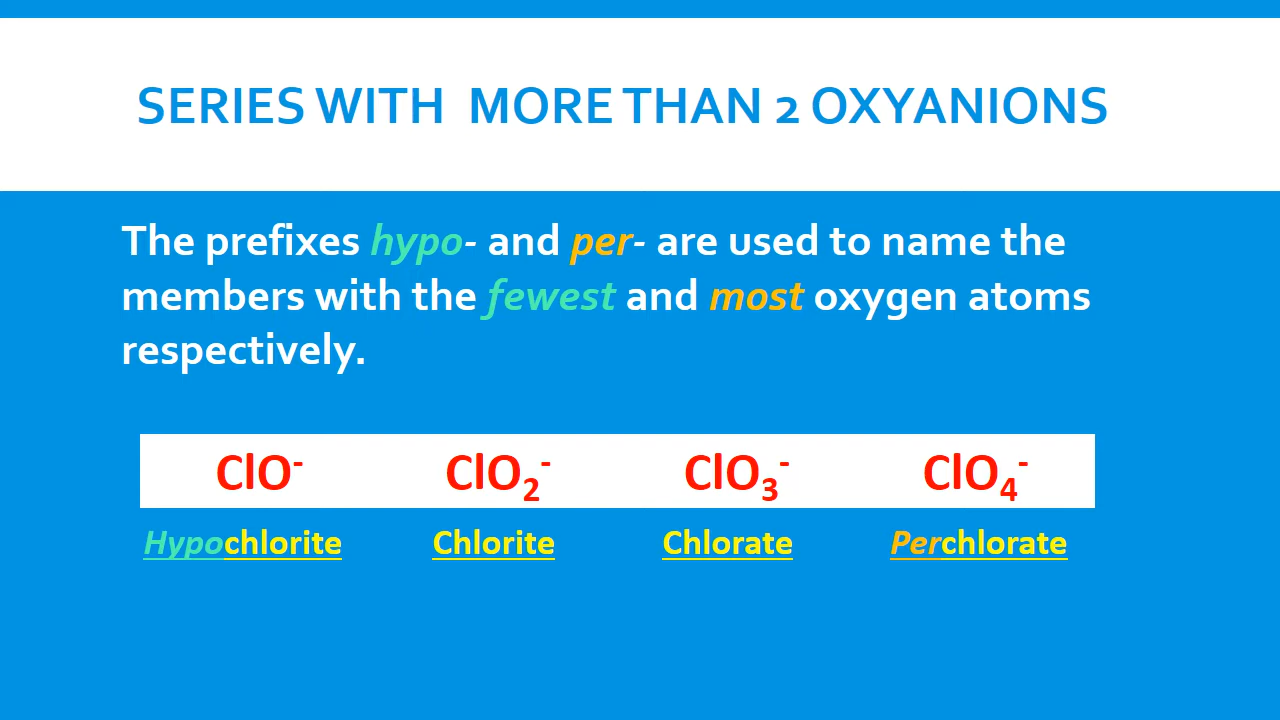 SERIES WITH MORE THAN 2 OXYANIONS
The prefixes hypo- and per- are used to name the
members with the fewest and most oxygen atoms
respectively.
ClO⁻ ClO₂⁻ ClO₃⁻ ClO₄⁻
Hypochlorite Chlorite Chlorate Perchlorate